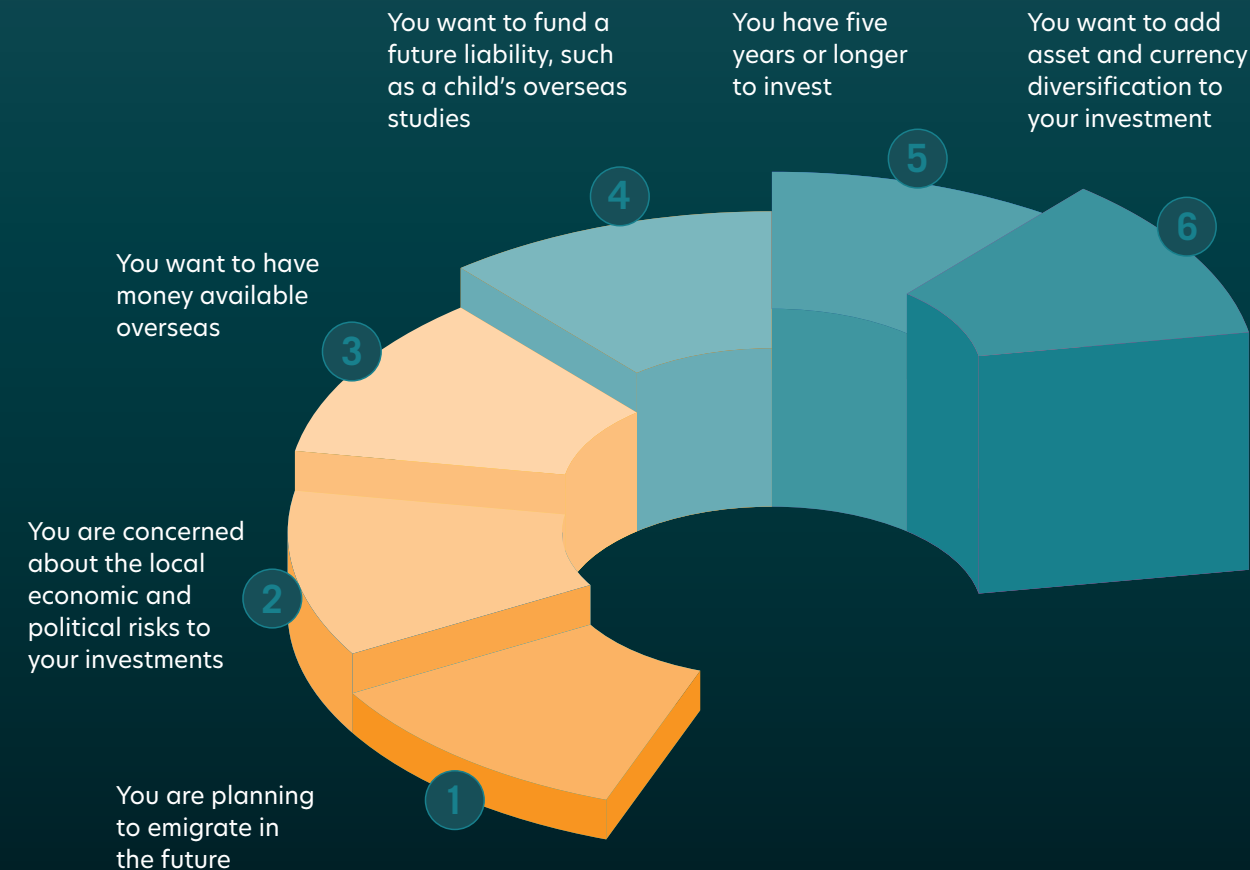 You want to fund a
future liability, such
as a child’s overseas
studies
You have five
years or longer
to invest
You want to add
asset and currency
diversification to
your investment
5
4
6
You want to have
money available
overseas
3
You are concerned
about the local
economic and
political risks to
your investments
2
You are planning
to emigrate in
the future
1